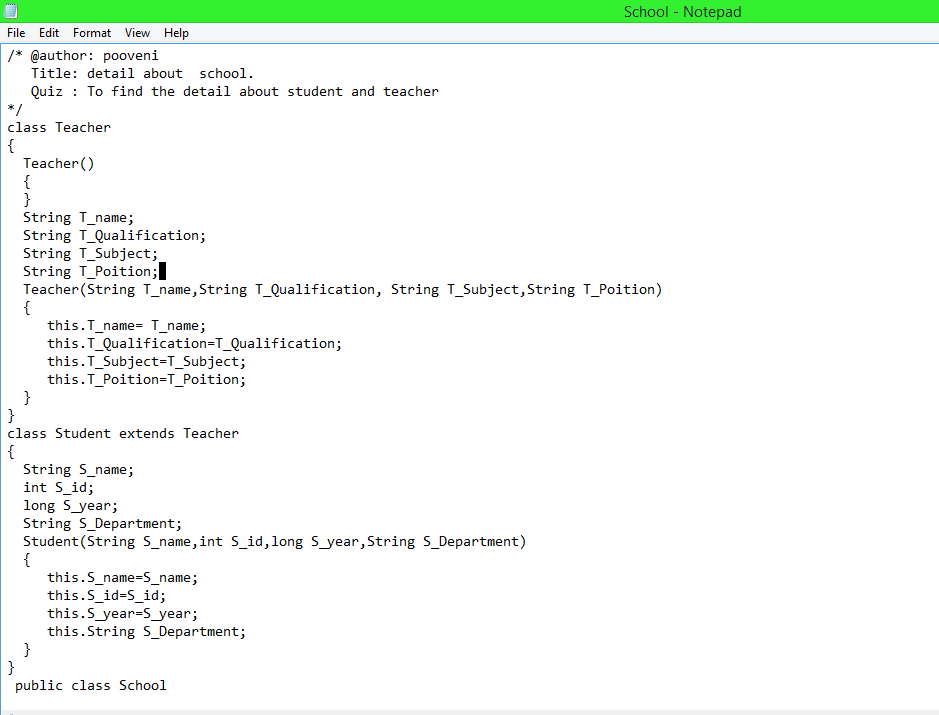 School - Notepad
File Edit Format View Help
/* @author: pooveni
   Title: detail about  school.
   Quiz : To find the detail about student and teacher
*/
class Teacher
{
  Teacher()
  {
  }
  String T_name;
  String T_Qualification;
  String T_Subject;
  String T_Poition;
  Teacher(String T_name,String T_Qualification, String T_Subject,String T_Poition)
  {
     this.T_name= T_name;
     this.T_Qualification=T_Qualification;
     this.T_Subject=T_Subject;
     this.T_Poition=T_Poition;
  }
}
class Student extends Teacher
{
  String S_name;
  int S_id;
  long S_year;
  String S_Department;
  Student(String S_name,int S_id,long S_year,String S_Department)
  {
     this.S_name=S_name;
     this.S_id=S_id;
     this.S_year=S_year;
     this.String S_Department;
  }
}
 public class School